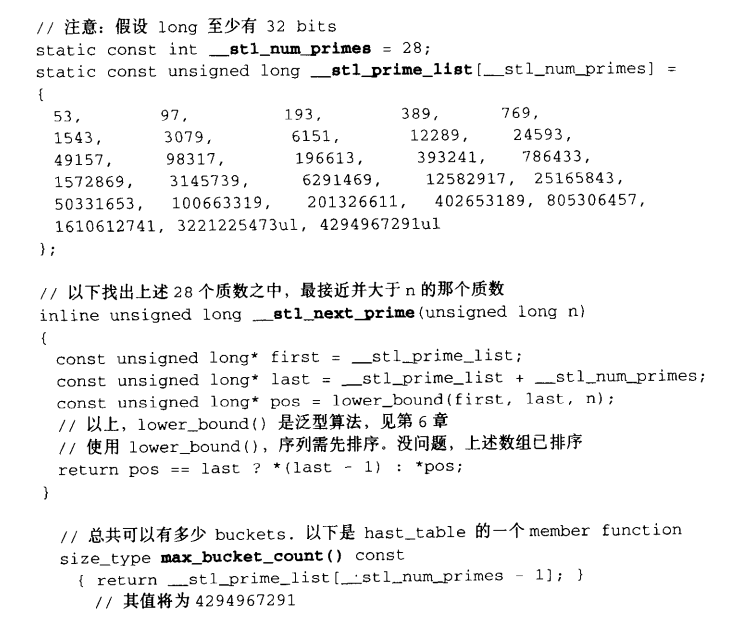 // 注意：假设 long 至少有 32 bits
static const int __stl_num_primes = 28;
static const unsigned long __stl_prime_list[__stl_num_primes] =
{
53, 97, 193, 389, 769,
1543, 3079, 6151, 12289, 24593,
49157, 98317, 196613, 393241, 786433,
1572869, 3145739, 6291469, 12582917, 25165843,
50331653, 100663319, 201326611, 402653189, 805306457,
1610612741, 3221225473ul, 4294967291ul
};
// 以下找出上述 28 个质数之中，最接近并大于 n 的那个质数
inline unsigned long __stl_next_prime(unsigned long n)
{
const unsigned long* first = __stl_prime_list;
const unsigned long* last = __stl_prime_list + __stl_num_primes;
const unsigned long* pos = lower_bound(first, last, n);
// 以上，lower_bound() 是泛型算法，见第 6 章
// 使用 lower_bound()，序列需先排序。没问题，上述数组已排序
return pos == last ? *(last - 1) : *pos;
}
// 总共可以有多少 buckets. 以下是 hast_table 的一个 member function
size_type max_bucket_count() const
{ return __stl_prime_list[__stl_num_primes - 1]; }
// 其值将为 4294967291